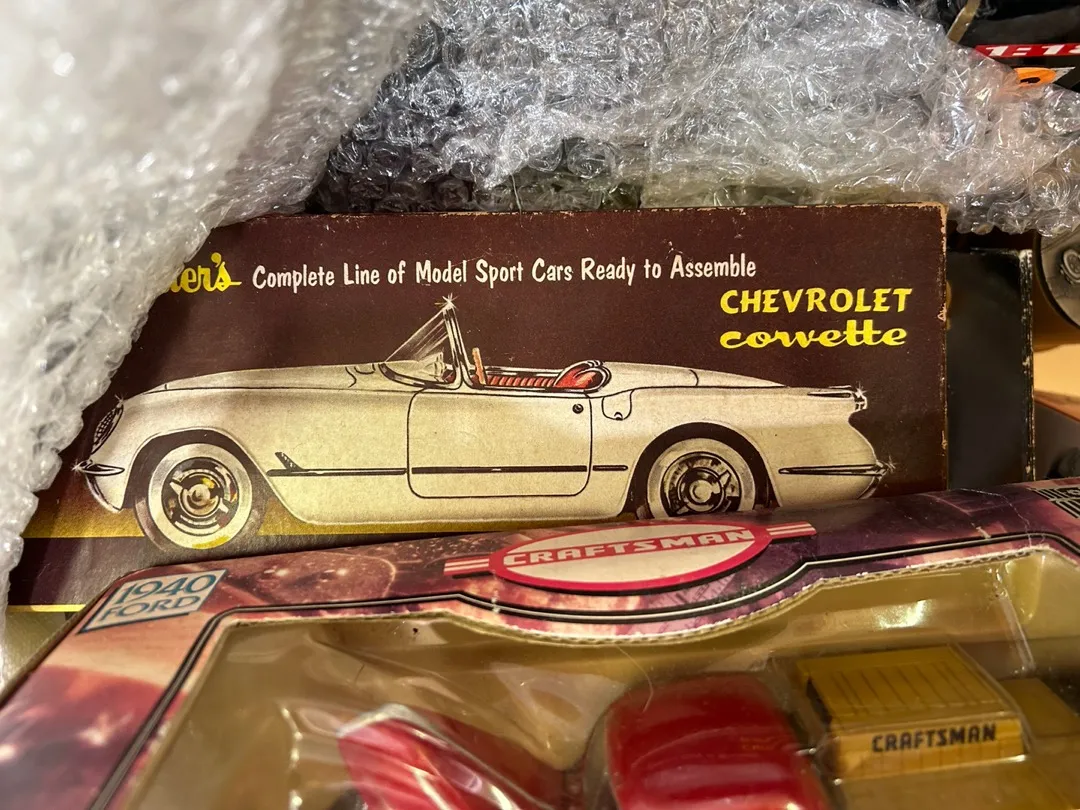 Complete Line of Model Sport Cars Ready to Assemble
CHEVROLET
corvette
CRAFTSMAN
1940
FORD
CRAFTSMAN